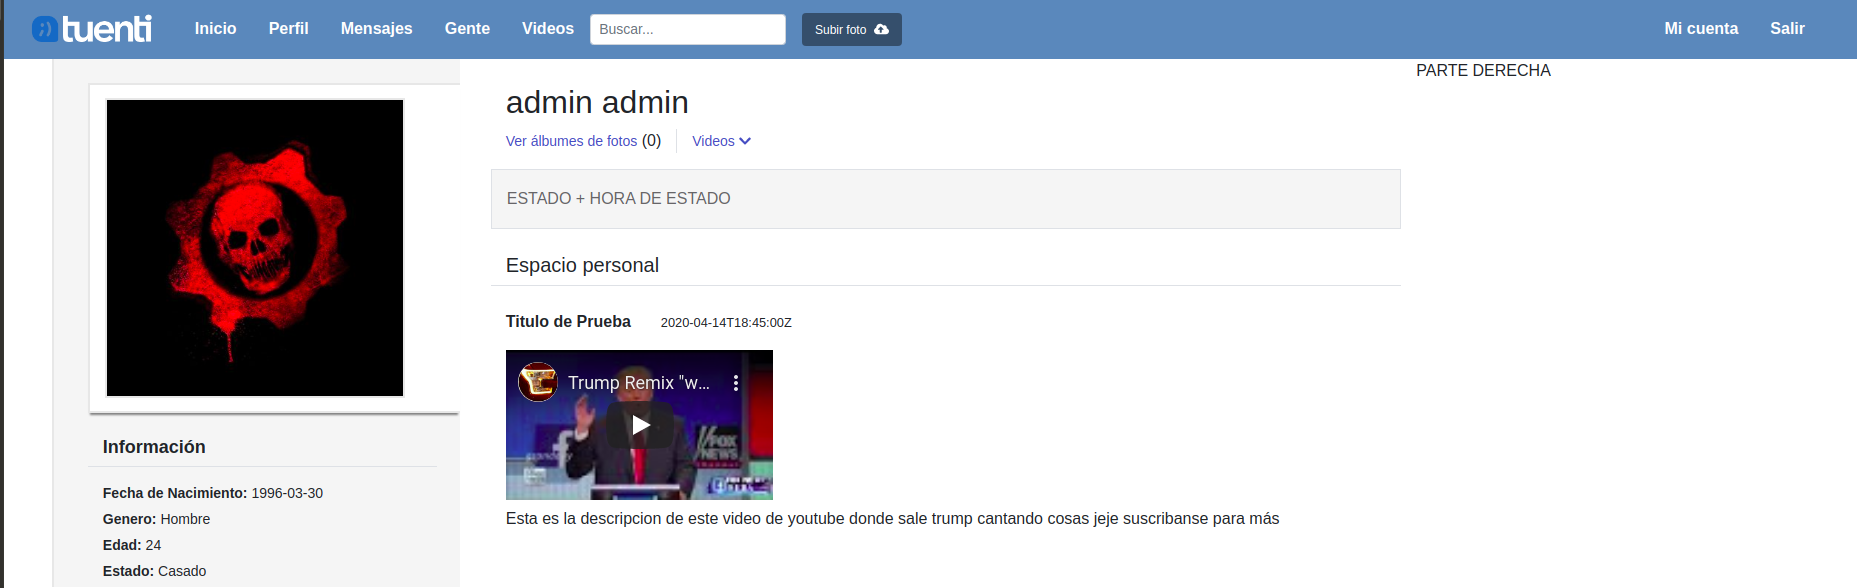 tuenti Inicio Perfil Mensajes Gente Videos Buscar... Subir foto Mi cuenta Salir
PARTE DERECHA
admin admin
Ver álbumes de fotos (0) Videos
ESTADO + HORA DE ESTADO
Espacio personal
Titulo de Prueba 2020-04-14T18:45:00Z
Trump Remix "w...
FOX
NEWS
Esta es la descripcion de este video de youtube donde sale trump cantando cosas jeje suscribanse para más
Información
Fecha de Nacimiento: 1996-03-30
Genero: Hombre
Edad: 24
Estado: Casado